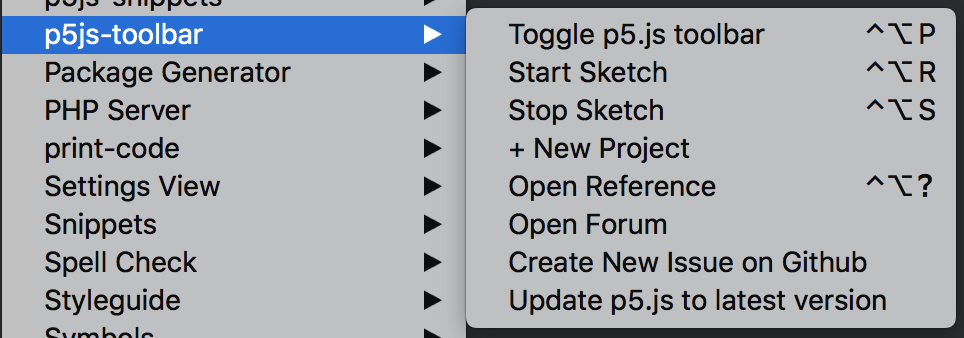 p5js-snippets
p5js-toolbar
Package Generator
PHP Server
print-code
Settings View
Snippets
Spell Check
Styleguide
Symbols
Toggle p5.js toolbar ⌃⌥P
Start Sketch ⌃⌥R
Stop Sketch ⌃⌥S
+ New Project
Open Reference ⌃⌥?
Open Forum
Create New Issue on Github
Update p5.js to latest version